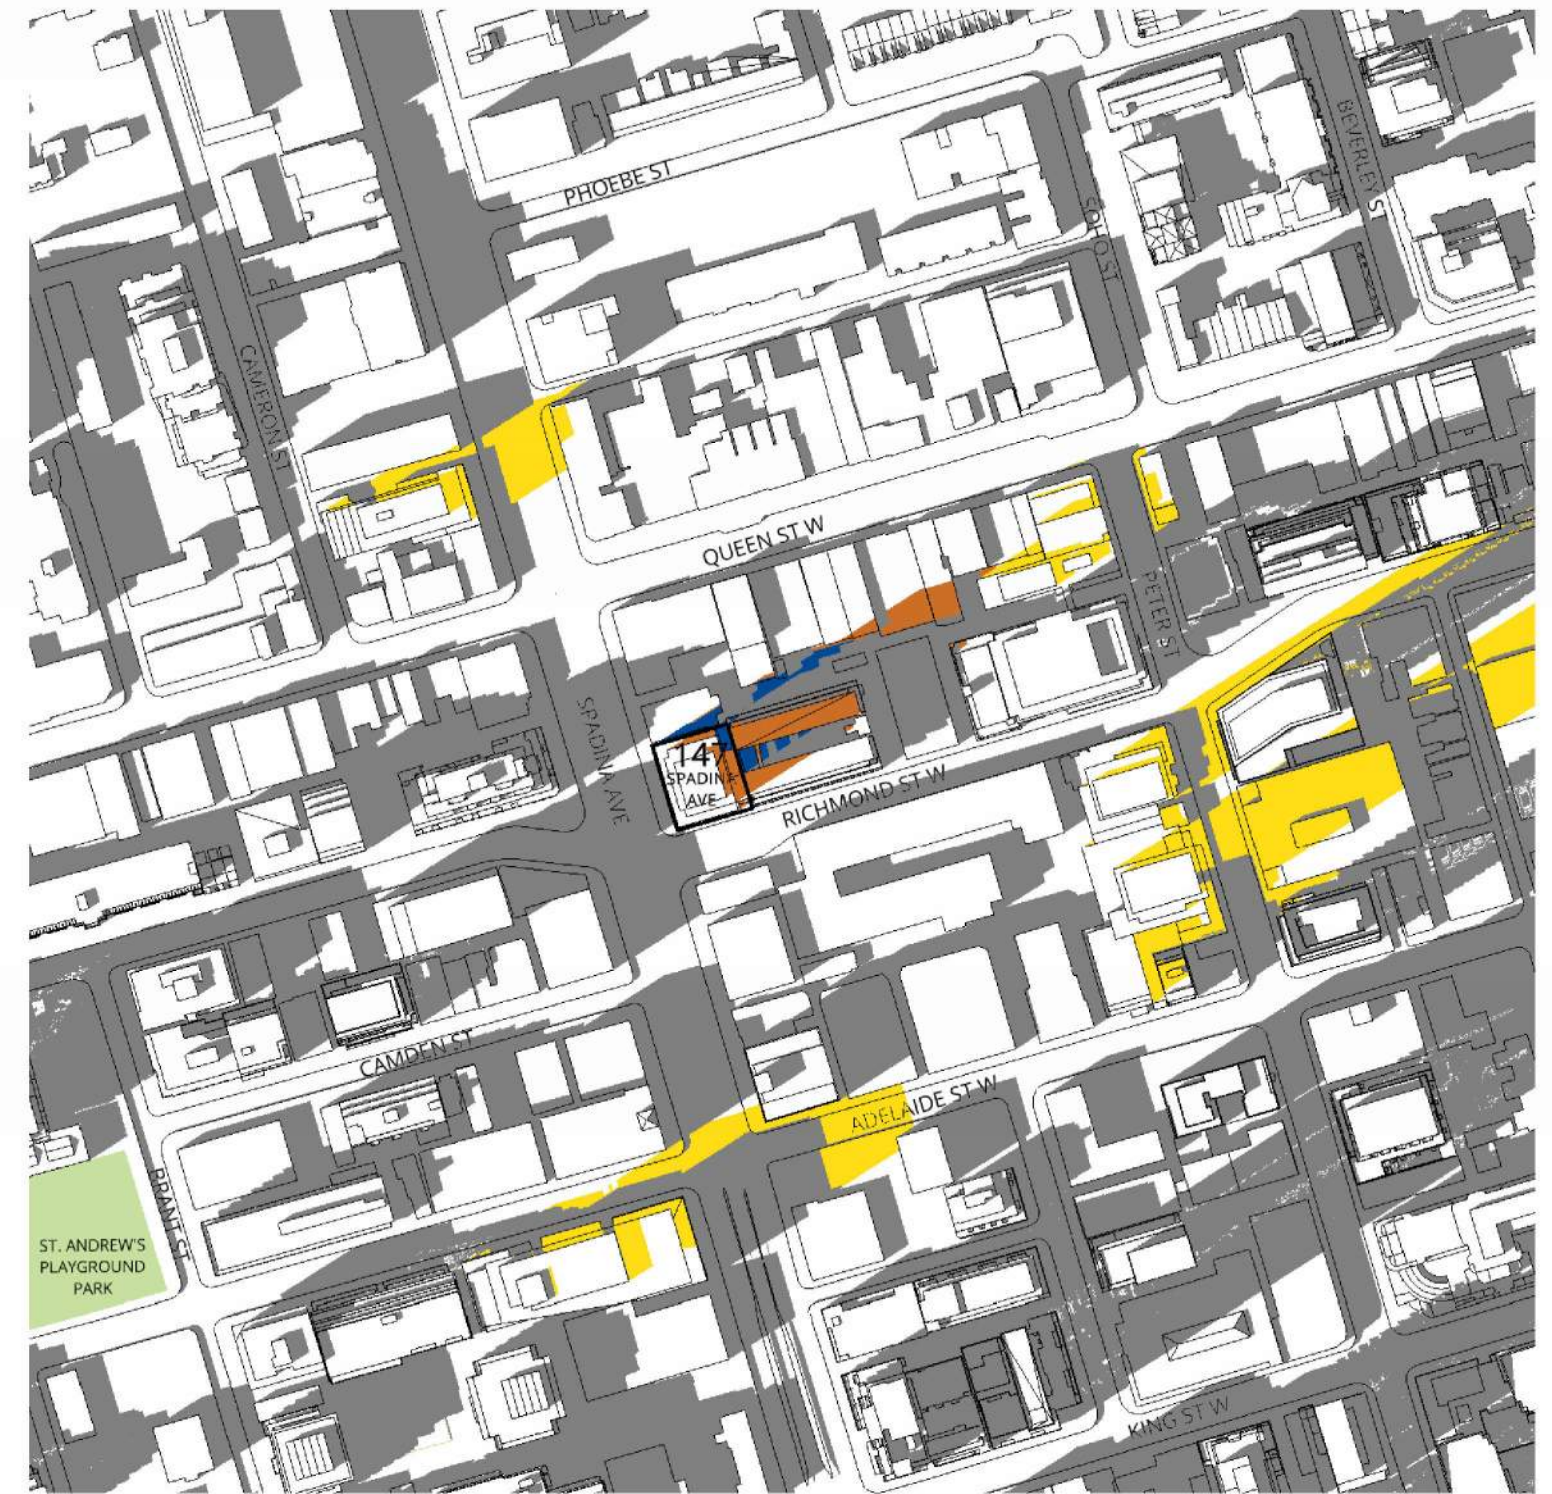 BEVERLEY S
PHOEBE ST
SOHO ST
CAMERON ST
QUEEN ST W
PETER S
SPADINA AVE
147
SPADINA
AVE
RICHMOND ST W
CAMDEN ST
ADELAIDE ST W
BRANT ST
ST. ANDREW'S
PLAYGROUND
PARK
KING ST W